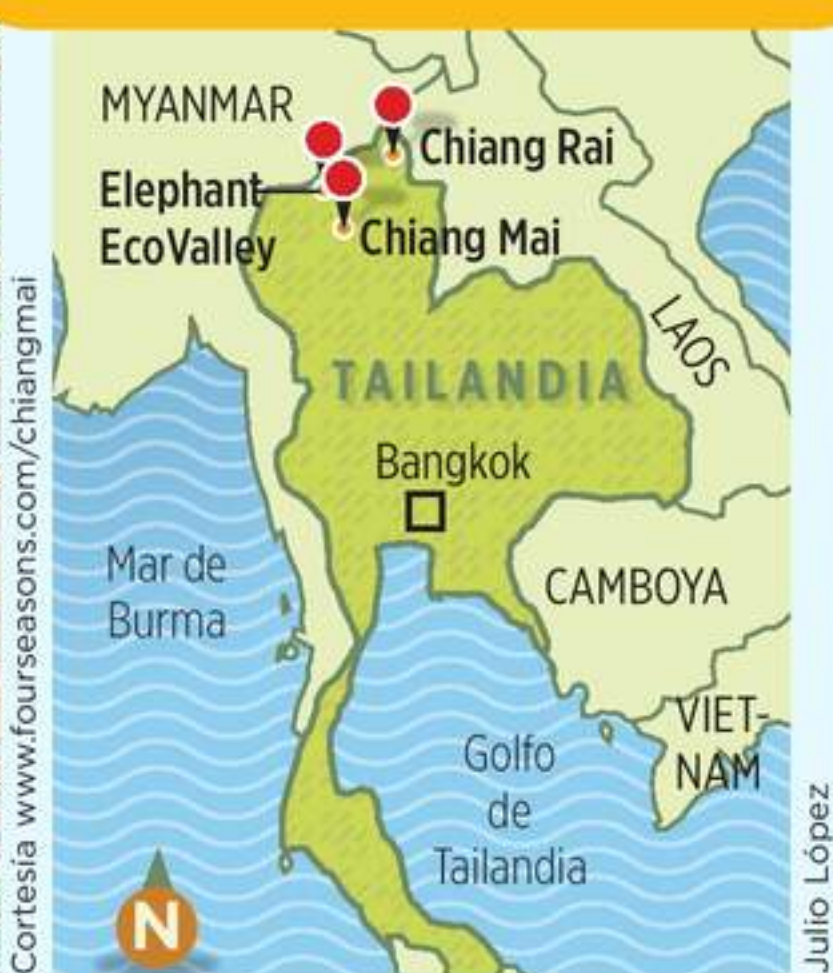 MYANMAR
Chiang Rai
Elephant
EcoValley
Chiang Mai
LAOS
TAILANDIA
Bangkok
Mar de
Burma
CAMBOYA
VIET-
NAM
Golfo
de
Tailandia
N
Cortesía www.fourseasons.com/chiangmai
Julio López